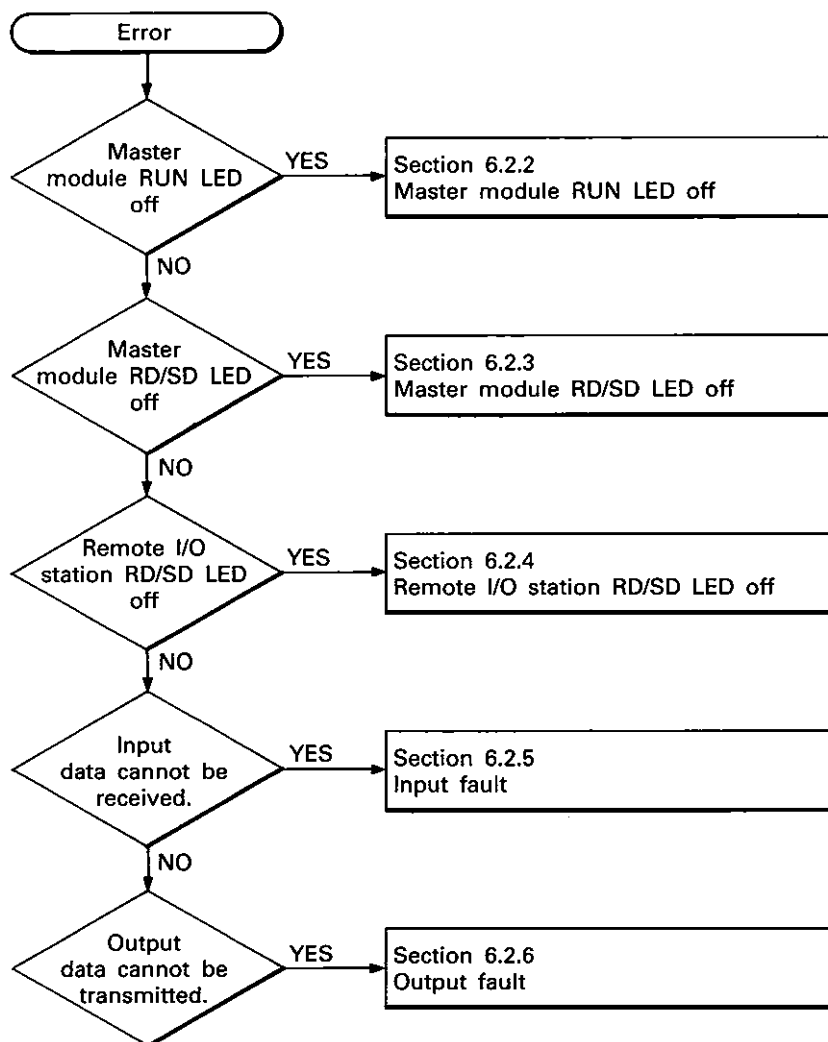 Error
Master
module RUN LED
off
YES
Section 6.2.2
Master module RUN LED off
NO
Master
module RD/SD LED
off
YES
Section 6.2.3
Master module RD/SD LED off
NO
Remote I/O
station RD/SD LED
off
YES
Section 6.2.4
Remote I/O station RD/SD LED off
NO
Input
data cannot be
received.
YES
Section 6.2.5
Input fault
NO
Output
data cannot be
transmitted.
YES
Section 6.2.6
Output fault